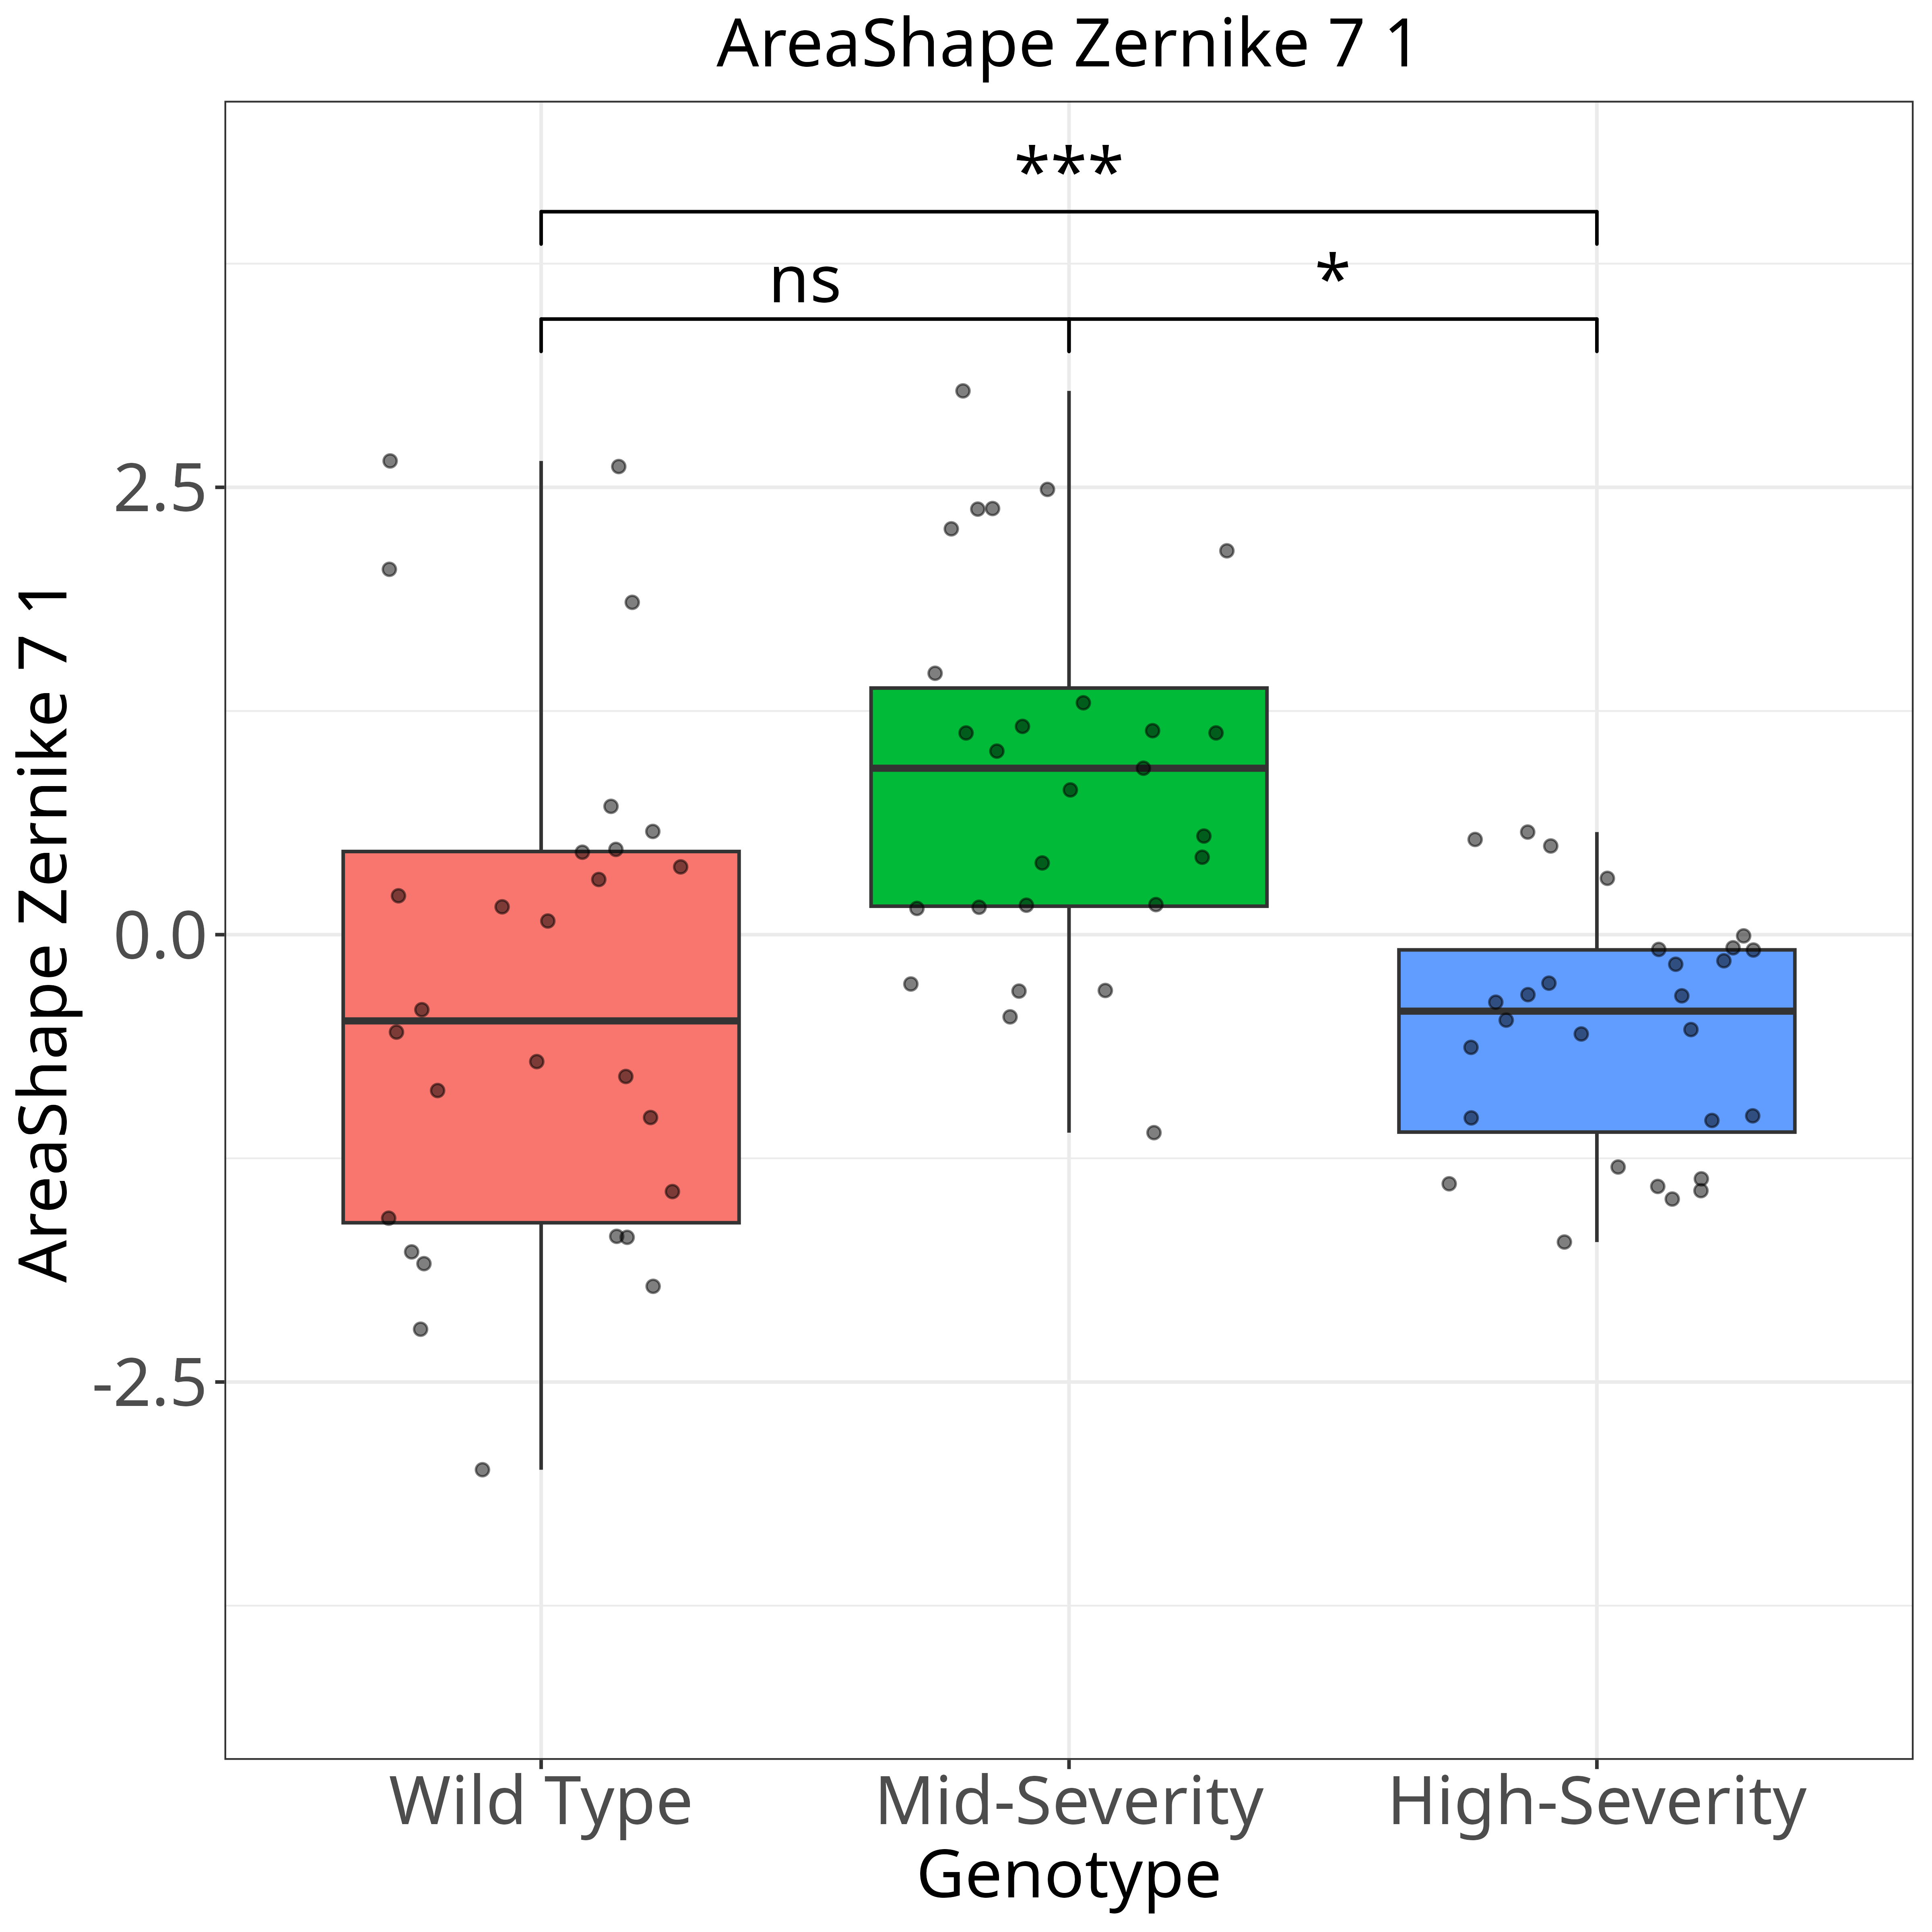 AreaShape Zernike 7 1
***
ns
*
AreaShape Zernike 7 1
2.5
0.0
-2.5
Wild Type
Mid-Severity
High-Severity
Genotype